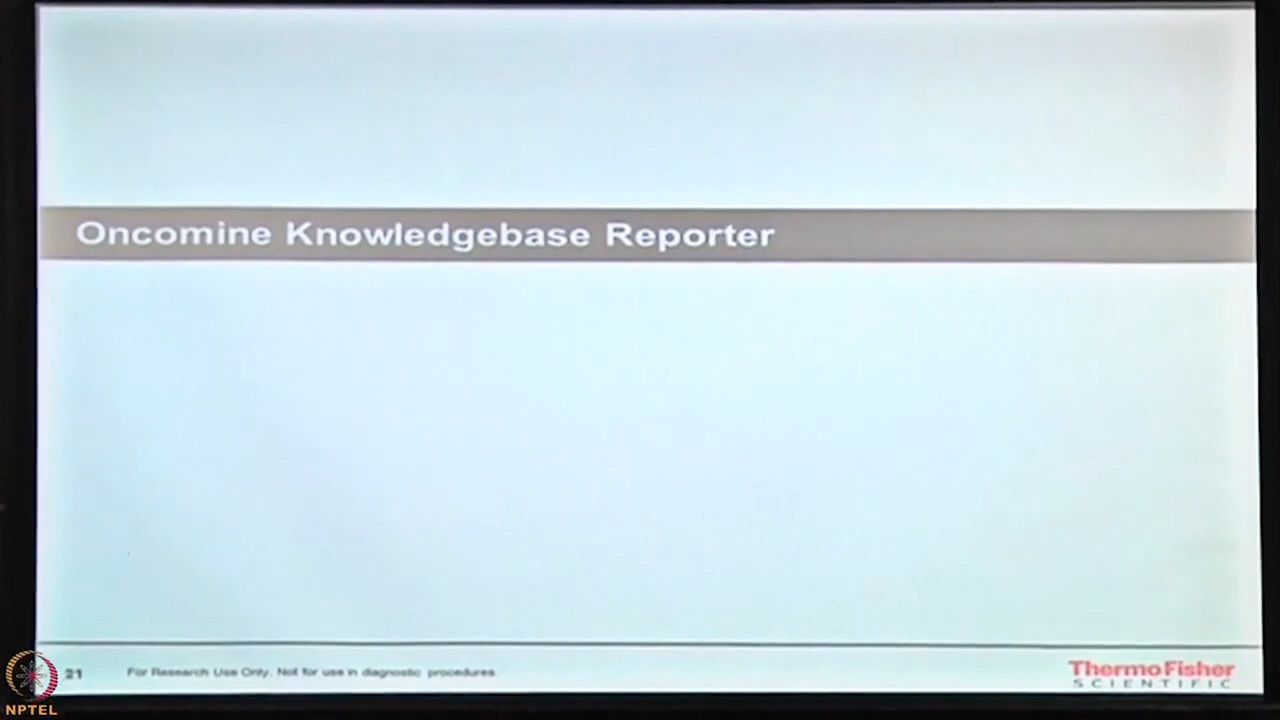 Oncomine Knowledgebase Reporter
21
For Research Use Only. Not for use in diagnostic procedures.
ThermoFisher
SCIENTIFIC
NPTEL